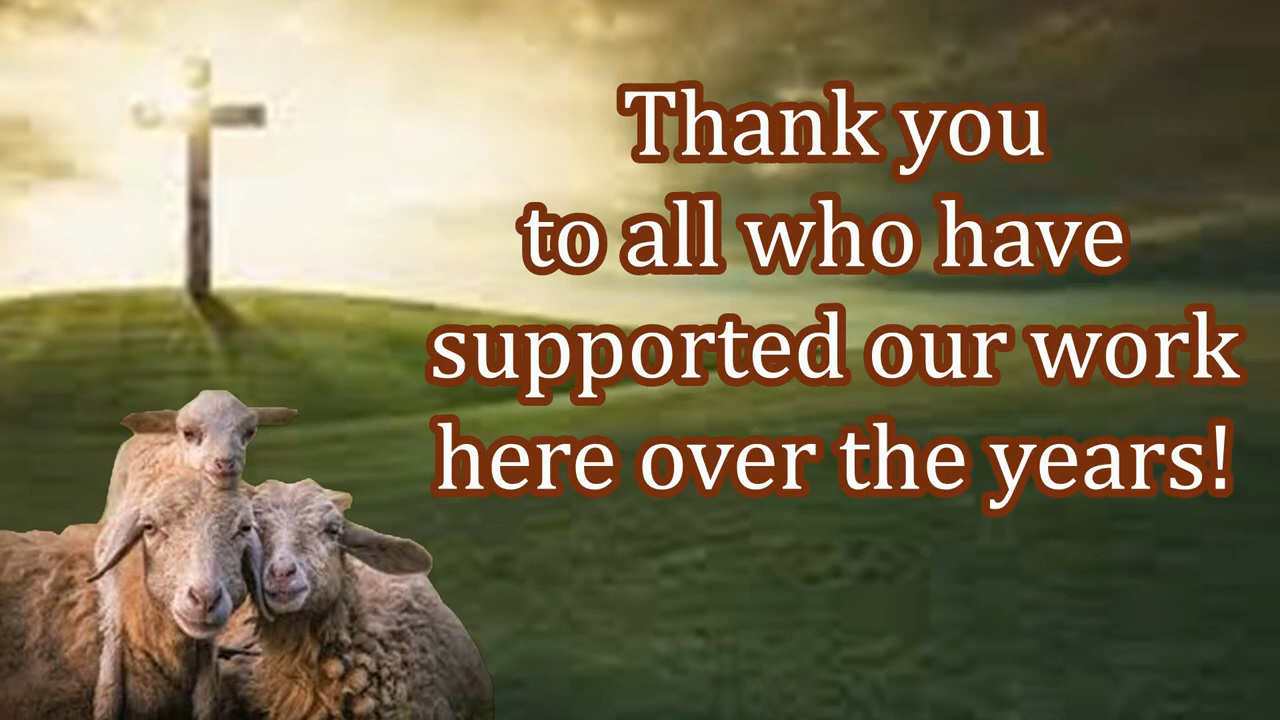 Thank you
to all who have
supported our work
here over the years!